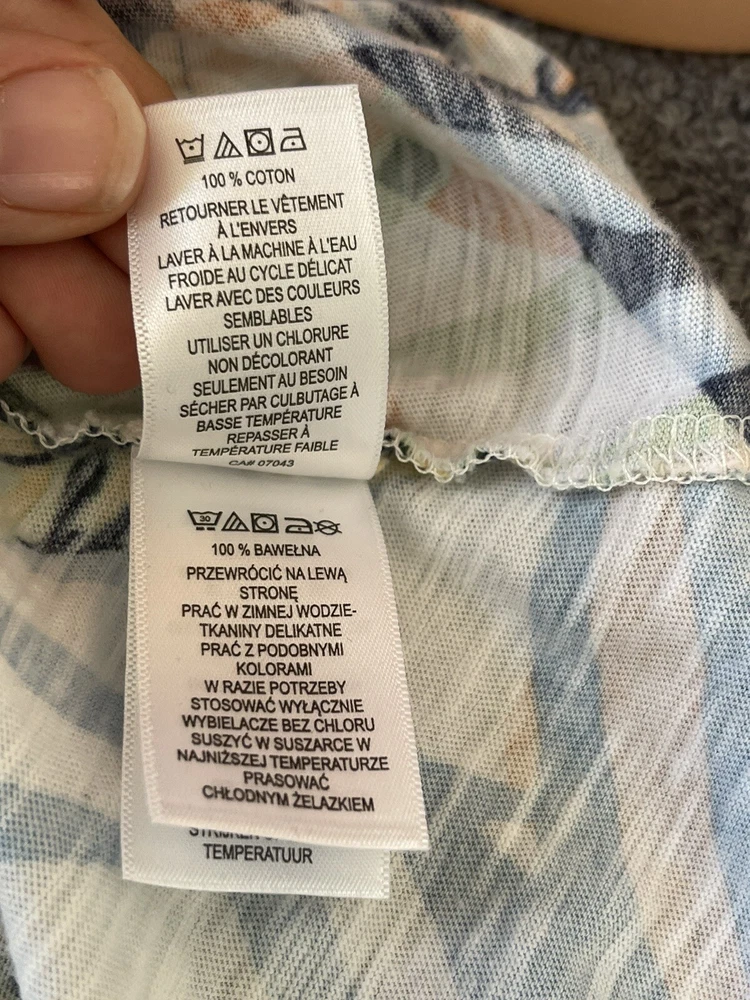 100 % COTON
RETOURNER LE VÊTEMENT
À L'ENVERS
LAVER À LA MACHINE À L'EAU
FROIDE AU CYCLE DÉLICAT
LAVER AVEC DES COULEURS
SEMBLABLES
UTILISER UN CHLORURE
NON DÉCOLORANT
SEULEMENT AU BESOIN
SÉCHER PAR CULBUTAGE À
BASSE TEMPÉRATURE
REPASSER À
TEMPÉRATURE FAIBLE
CA# 07043
30
100 % BAWEŁNA
PRZEWRÓCIĆ NA LEWĄ
STRONĘ
PRAĆ W ZIMNEJ WODZIE-
TKANINY DELIKATNE
PRAĆ Z PODOBNYMI
KOLORAMI
W RAZIE POTRZEBY
STOSOWAĆ WYŁĄCZNIE
WYBIELACZE BEZ CHLORU
SUSZYĆ W SUSZARCE W
NAJNIŻSZEJ TEMPERATURZE
PRASOWAĆ
CHŁODNYM ŻELAZKIEM
TEMPERATUUR